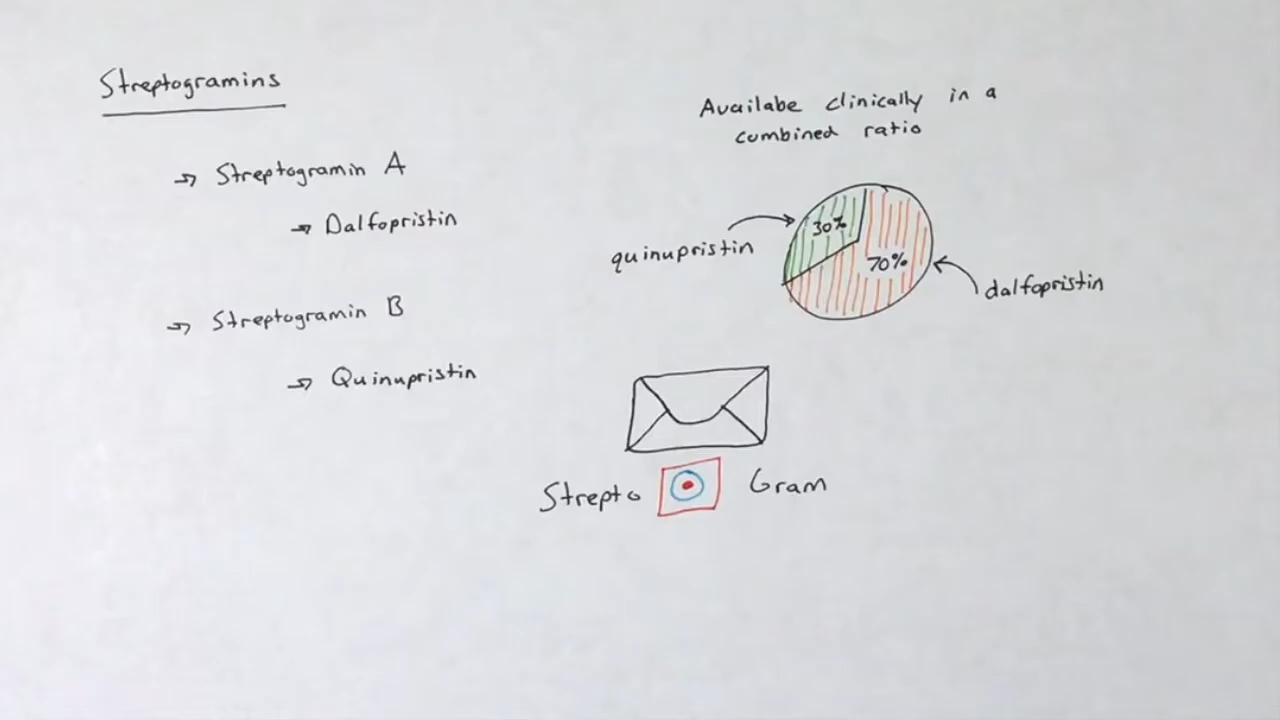 Streptogramins
→ Streptogramin A
→ Dalfopristin
→ Streptogramin B
→ Quinupristin
Availabe clinically in a
combined ratio
30%
quinupristin
70%
dalfopristin
Strepto Gram